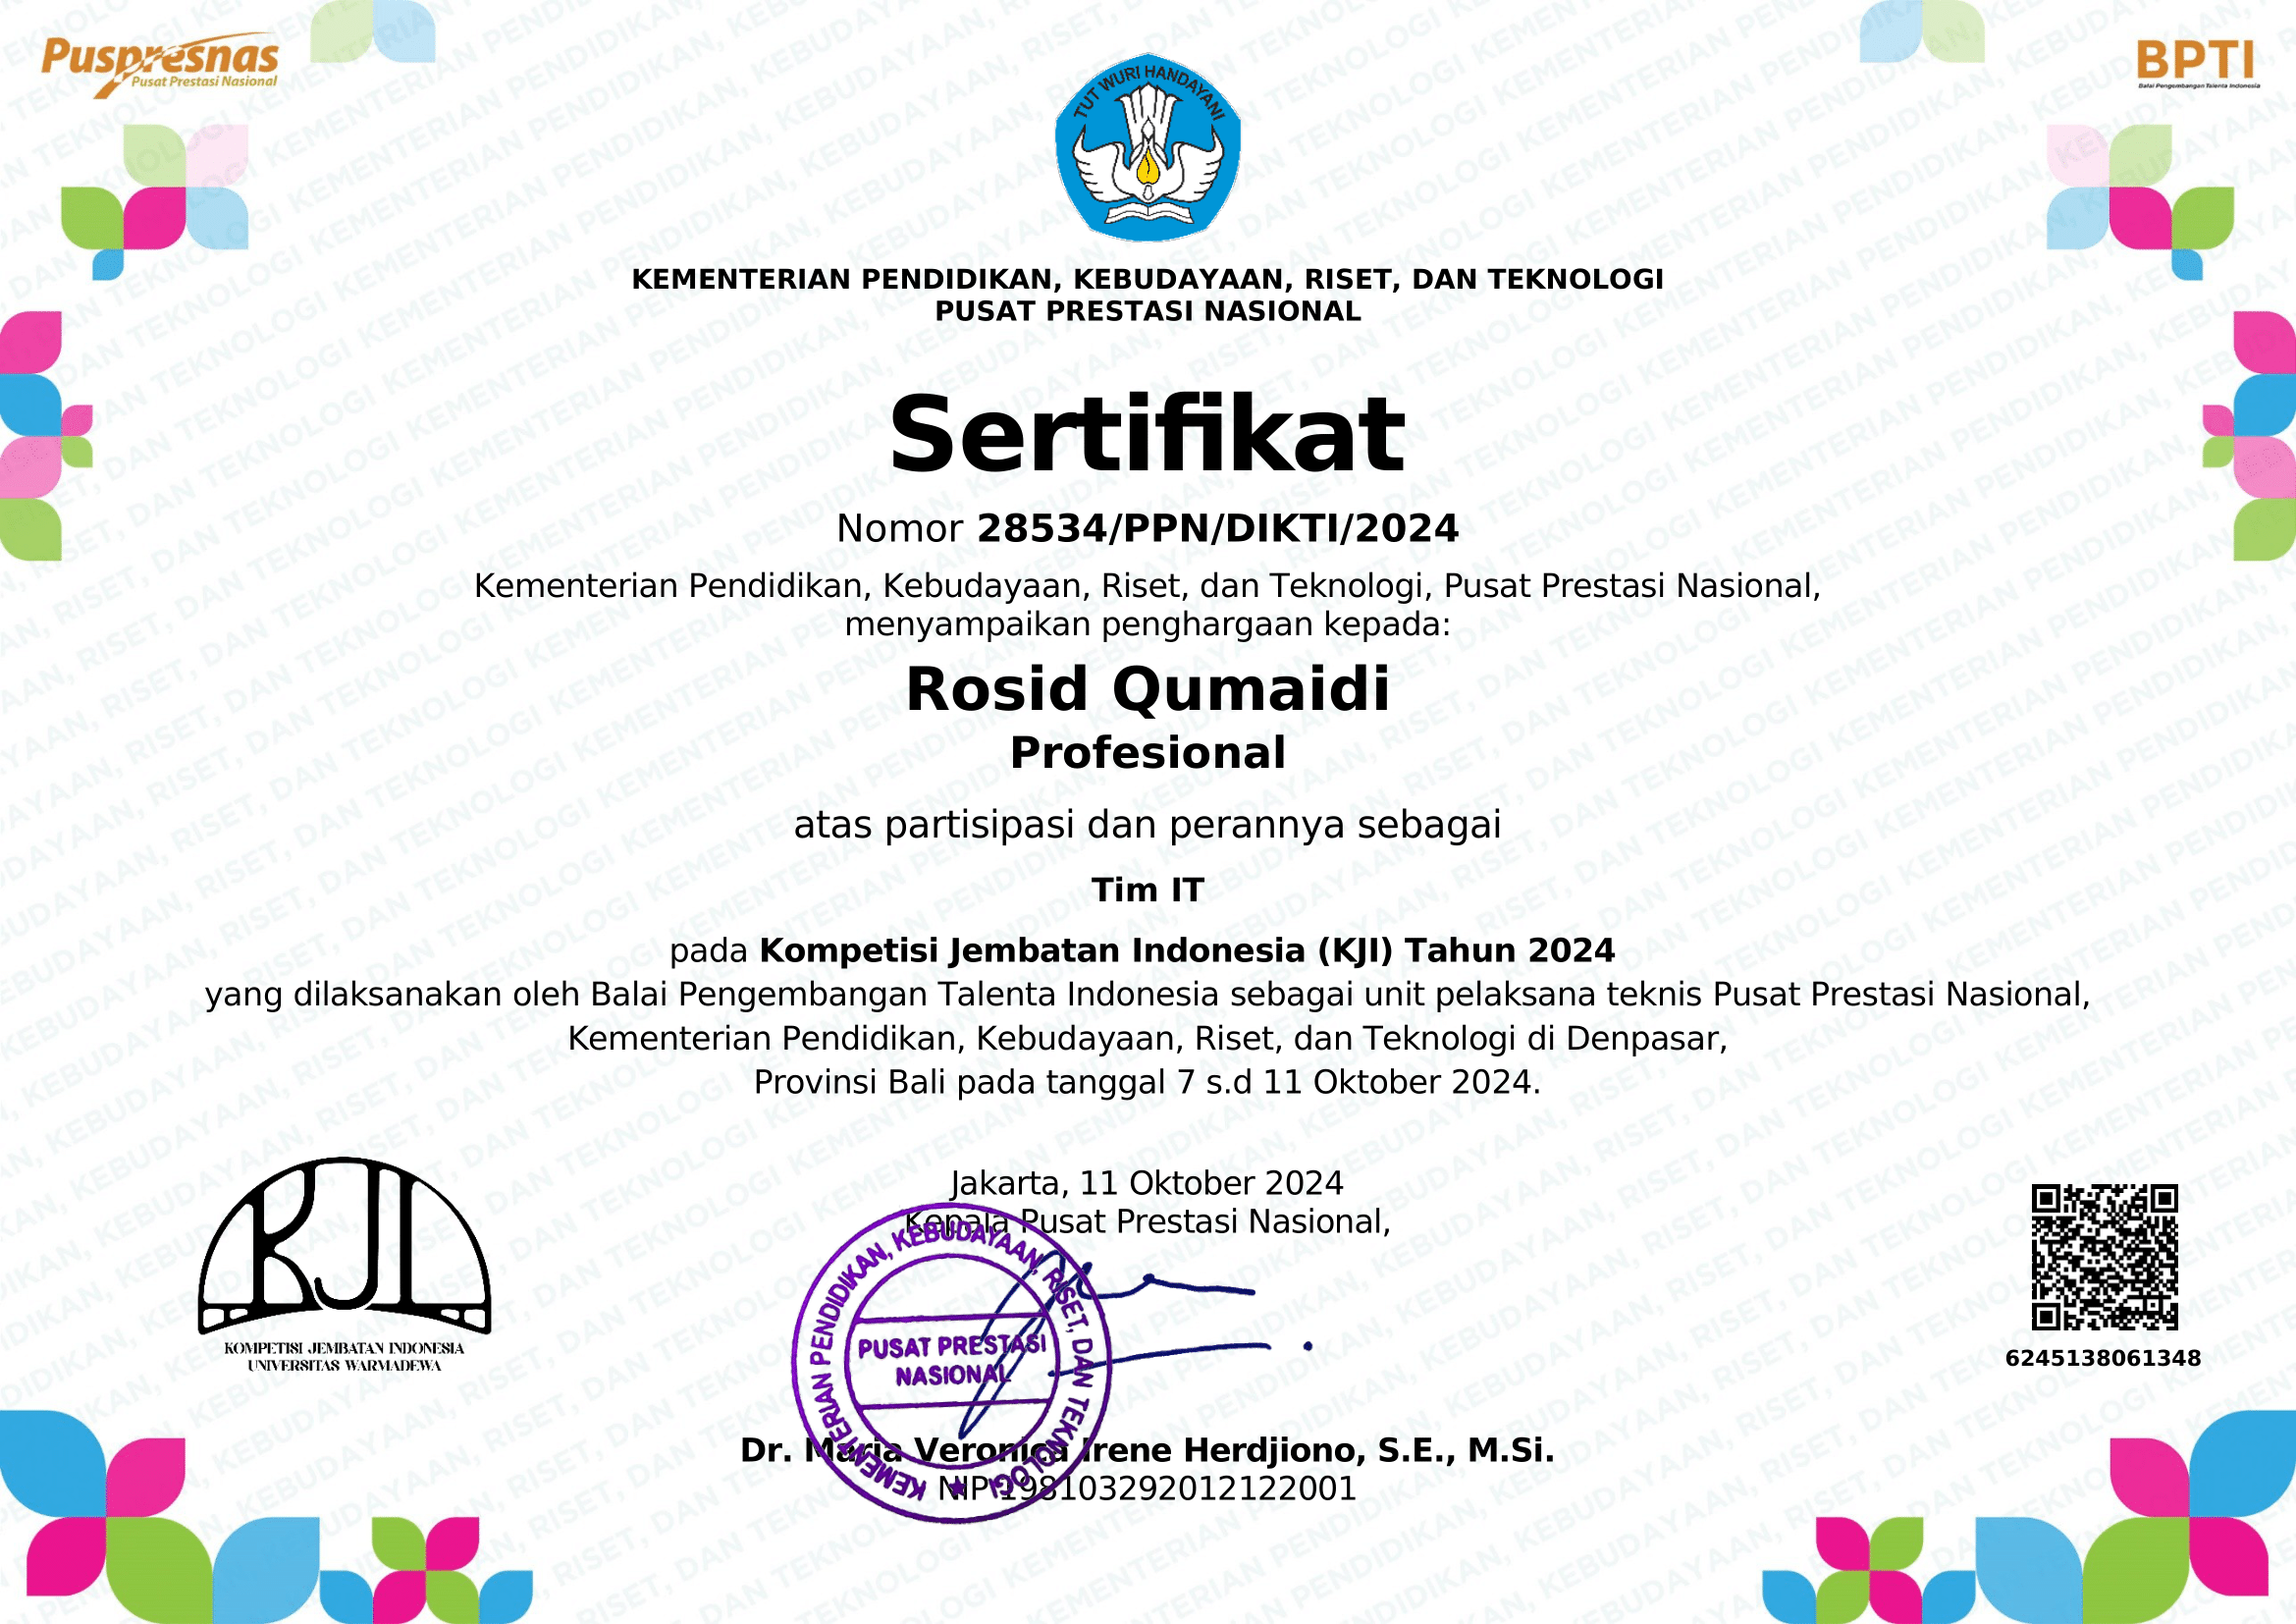 Puspresnas
Pusat Prestasi Nasional
BPTI
Balai Pengembangan Talenta Indonesia
TUT WURI HANDAYANI
KEMENTERIAN PENDIDIKAN, KEBUDAYAAN, RISET, DAN TEKNOLOGI
PUSAT PRESTASI NASIONAL
Sertifikat
Nomor 28534/PPN/DIKTI/2024
Kementerian Pendidikan, Kebudayaan, Riset, dan Teknologi, Pusat Prestasi Nasional,
menyampaikan penghargaan kepada:
Rosid Qumaidi
Profesional
atas partisipasi dan perannya sebagai
Tim IT
pada Kompetisi Jembatan Indonesia (KJI) Tahun 2024
yang dilaksanakan oleh Balai Pengembangan Talenta Indonesia sebagai unit pelaksana teknis Pusat Prestasi Nasional,
Kementerian Pendidikan, Kebudayaan, Riset, dan Teknologi di Denpasar,
Provinsi Bali pada tanggal 7 s.d 11 Oktober 2024.
Jakarta, 11 Oktober 2024
Kepala Pusat Prestasi Nasional,
KEMENTERIAN PENDIDIKAN, KEBUDAYAAN, RISET, DAN TEKNOLOGI
PUSAT PRESTASI
NASIONAL
Dr. Maria Veronica Irene Herdjiono, S.E., M.Si.
NIP 198103292012122001
KJI
KOMPETISI JEMBATAN INDONESIA
UNIVERSITAS WARMADEWA
6245138061348